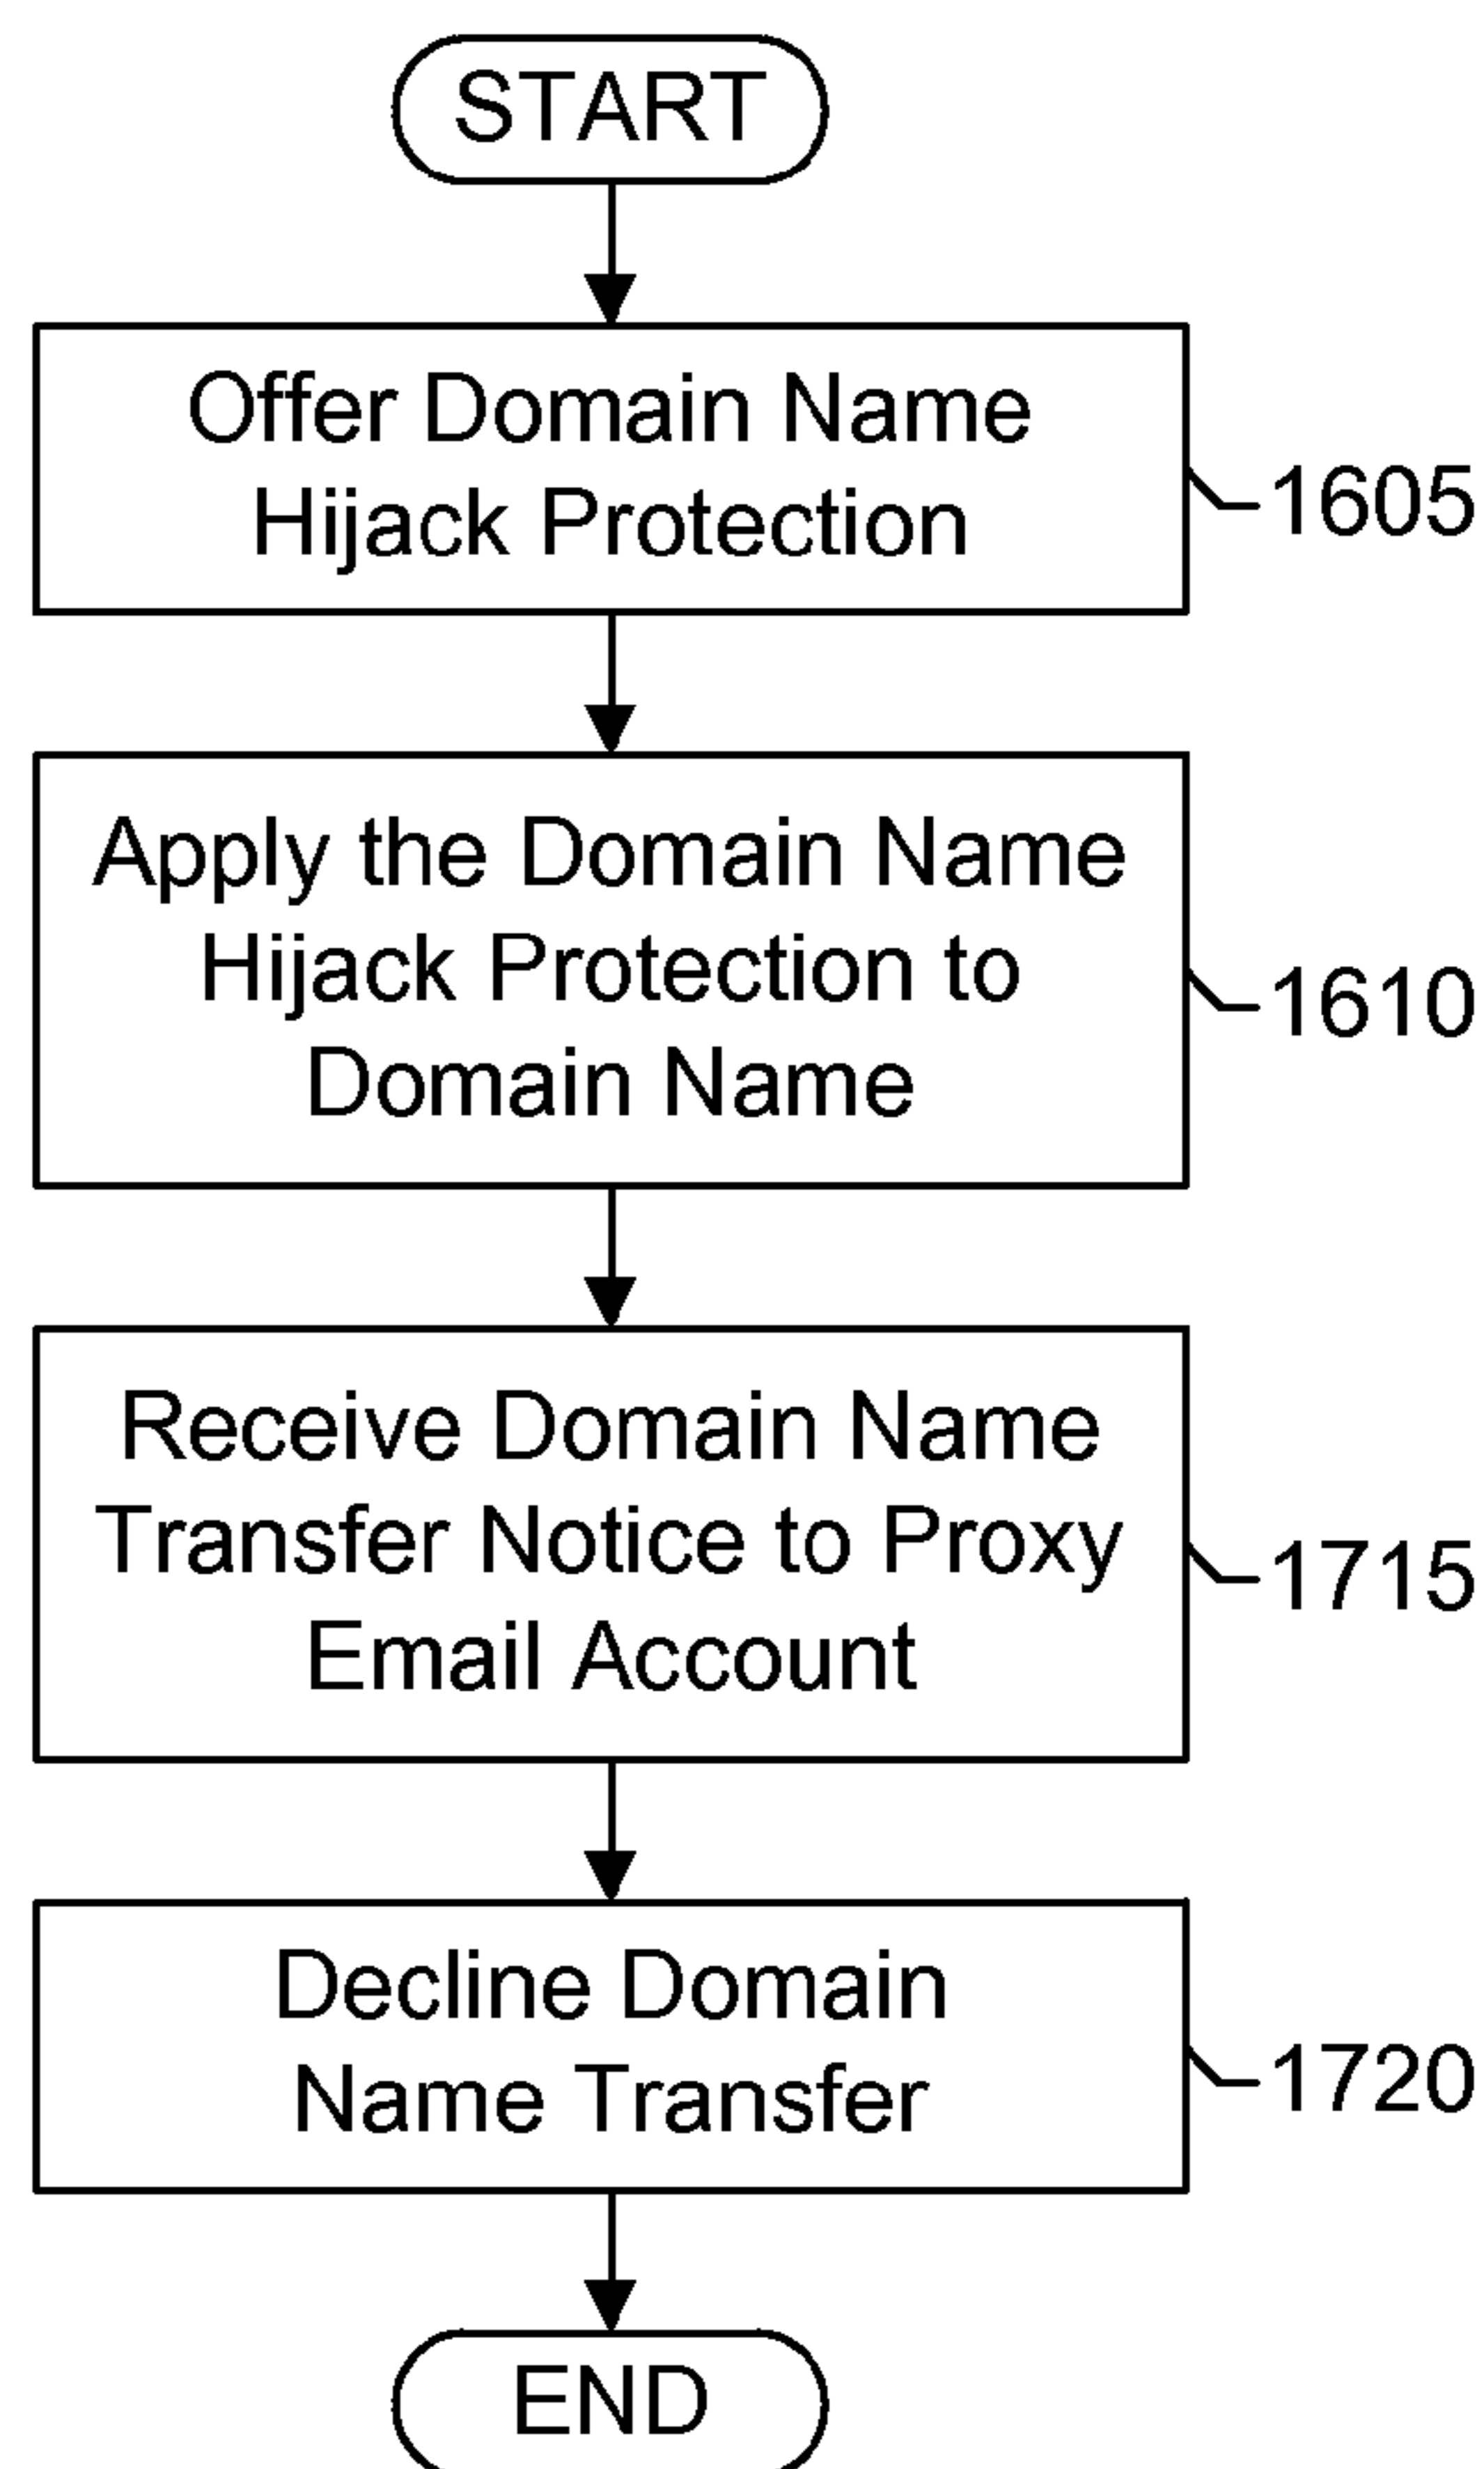 START
Offer Domain Name
Hijack Protection
1605
Apply the Domain Name
Hijack Protection to
Domain Name
1610
Receive Domain Name
Transfer Notice to Proxy
Email Account
1715
Decline Domain
Name Transfer
1720
END